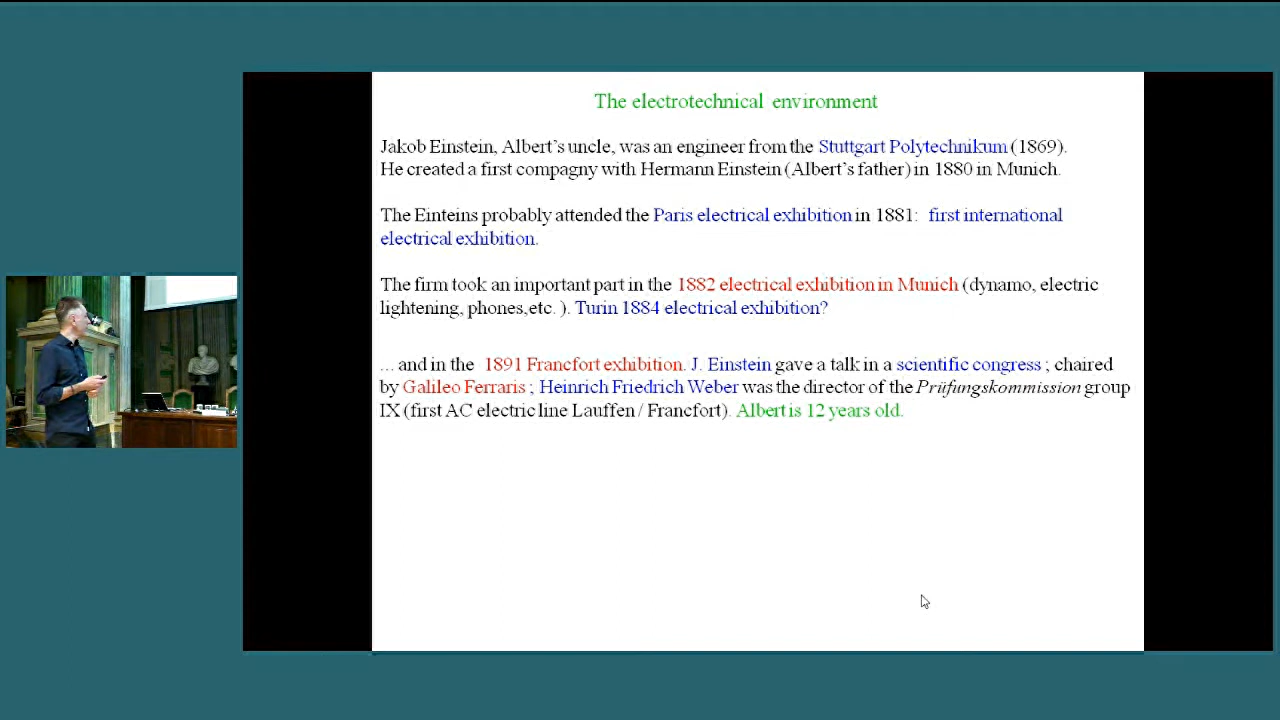 The electrotechnical environment
Jakob Einstein, Albert's uncle, was an engineer from the Stuttgart Polytechnikum (1869).
He created a first compagny with Hermann Einstein (Albert's father) in 1880 in Munich.
The Einteins probably attended the Paris electrical exhibition in 1881: first international
electrical exhibition.
The firm took an important part in the 1882 electrical exhibition in Munich (dynamo, electric
lightening, phones,etc. ). Turin 1884 electrical exhibition?
... and in the 1891 Francfort exhibition. J. Einstein gave a talk in a scientific congress ; chaired
by Galileo Ferraris ; Heinrich Friedrich Weber was the director of the Prüfungskommission group
IX (first AC electric line Lauffen / Francfort). Albert is 12 years old.